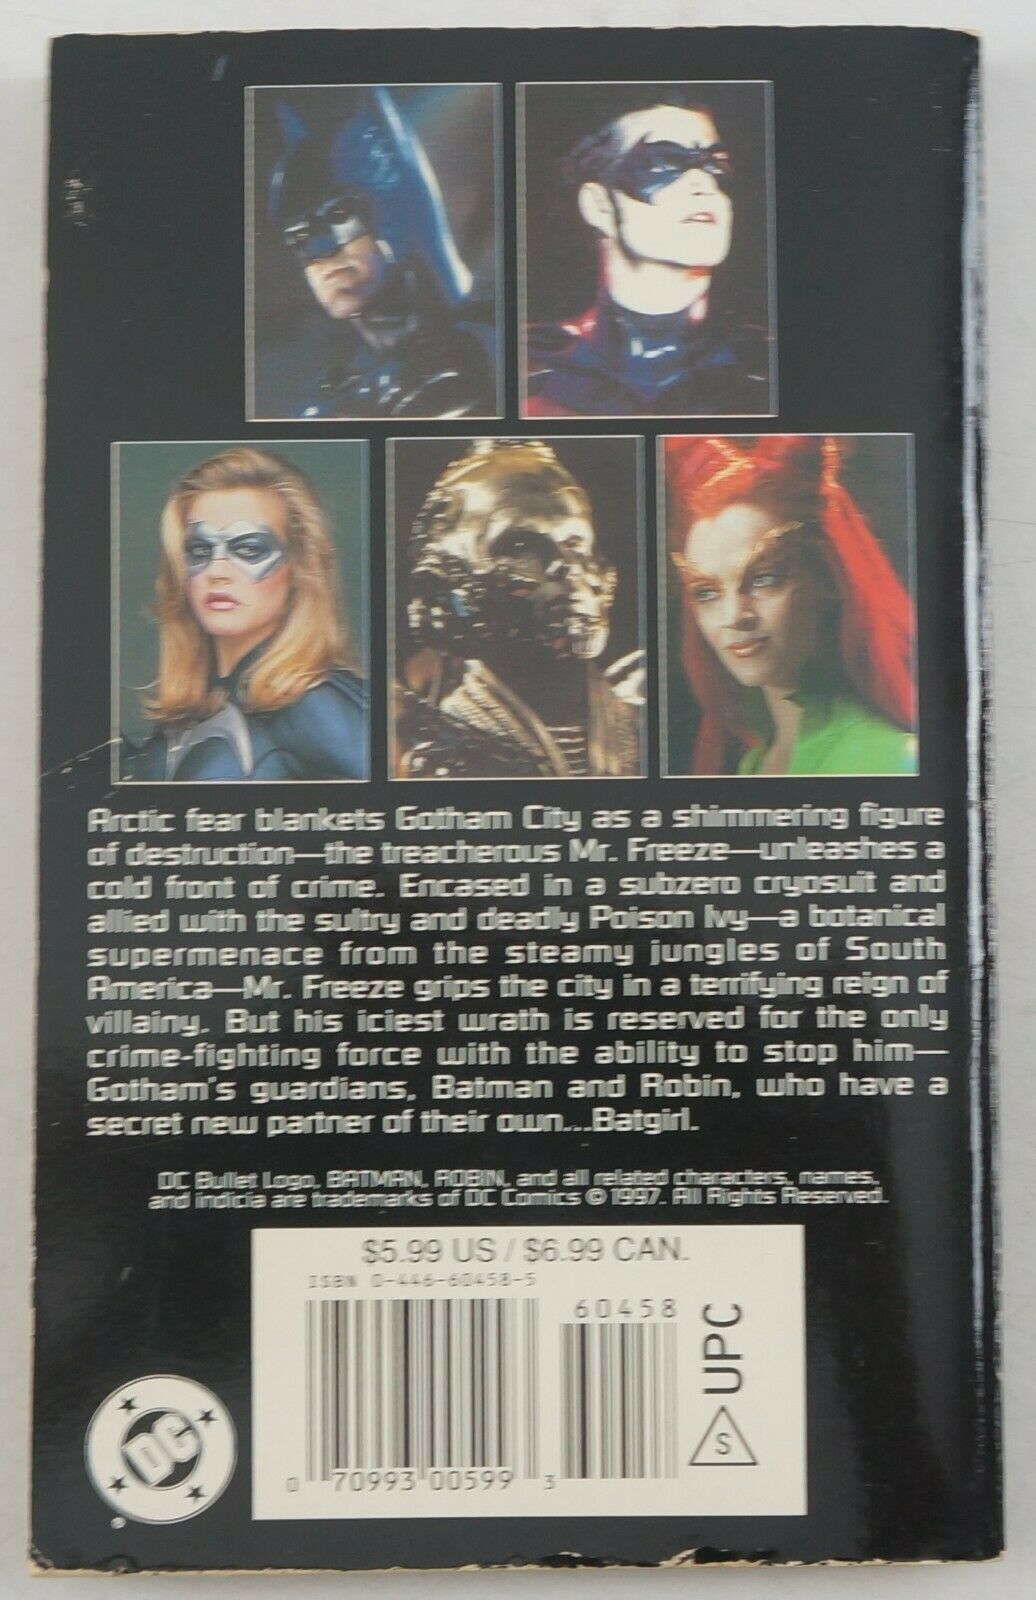 Arctic fear blankets Gotham City as a shimmering figure
of destruction—the treacherous Mr. Freeze—unleashes a
cold front of crime. Encased in a subzero cryosuit and
allied with the sultry and deadly Poison Ivy—a botanical
supermenace from the steamy jungles of South
America—Mr. Freeze grips the city in a terrifying reign of
villainy. But his iciest wrath is reserved for the only
crime-fighting force with the ability to stop him—
Gotham's guardians, Batman and Robin, who have a
secret new partner of their own...Batgirl.
DC Bullet Logo, BATMAN, ROBIN, and all related characters, names,
and indicia are trademarks of DC Comics © 1997. All Rights Reserved.
$5.99 US / $6.99 CAN.
ISBN 0-446-60458-5
60458
UPC
S
0 70993 00599 3
DC
®